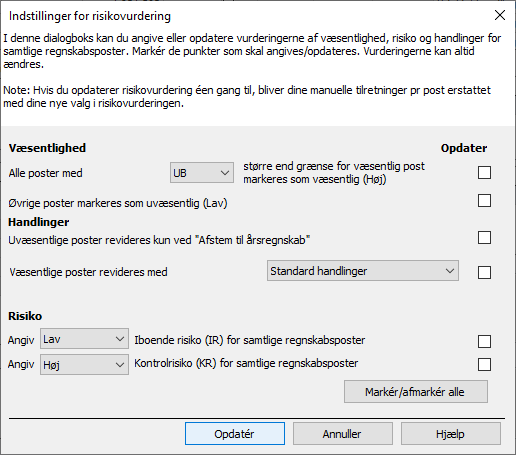 Indstillinger for risikovurdering
I denne dialogboks kan du angive eller opdatere vurderingerne af væsentlighed, risiko og handlinger for
samtlige regnskabsposter. Markér de punkter som skal angives/opdateres. Vurderingerne kan altid
ændres.
Note: Hvis du opdaterer risikovurdering éen gang til, bliver dine manuelle tilretninger pr post erstattet
med dine nye valg i risikovurderingen.
Væsentlighed Opdater
Alle poster med UB større end grænse for væsentlig post
markeres som væsentlig (Høj)
Øvrige poster markeres som uvæsentlig (Lav)
Handlinger
Uvæsentlige poster revideres kun ved "Afstem til årsregnskab"
Væsentlige poster revideres med Standard handlinger
Risiko
Angiv Lav Iboende risiko (IR) for samtlige regnskabsposter
Angiv Høj Kontrolrisiko (KR) for samtlige regnskabsposter
Markér/afmarkér alle
Opdatér Annuller Hjælp